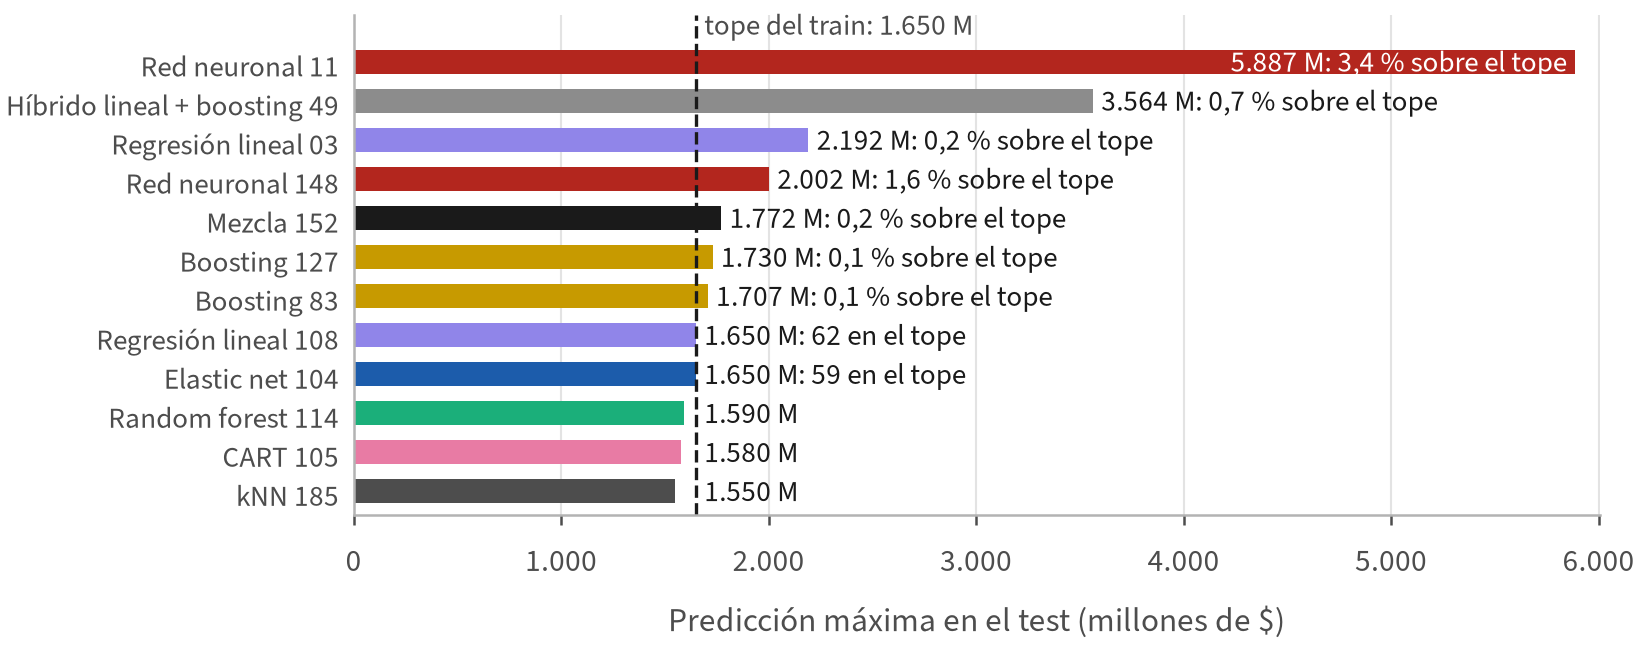 tope del train: 1.650 M
Red neuronal 11 5.887 M: 3,4 % sobre el tope
Híbrido lineal + boosting 49 3.564 M: 0,7 % sobre el tope
Regresión lineal 03 2.192 M: 0,2 % sobre el tope
Red neuronal 148 2.002 M: 1,6 % sobre el tope
Mezcla 152 1.772 M: 0,2 % sobre el tope
Boosting 127 1.730 M: 0,1 % sobre el tope
Boosting 83 1.707 M: 0,1 % sobre el tope
Regresión lineal 108 1.650 M: 62 en el tope
Elastic net 104 1.650 M: 59 en el tope
Random forest 114 1.590 M
CART 105 1.580 M
kNN 185 1.550 M
0 1.000 2.000 3.000 4.000 5.000 6.000
Predicción máxima en el test (millones de $)